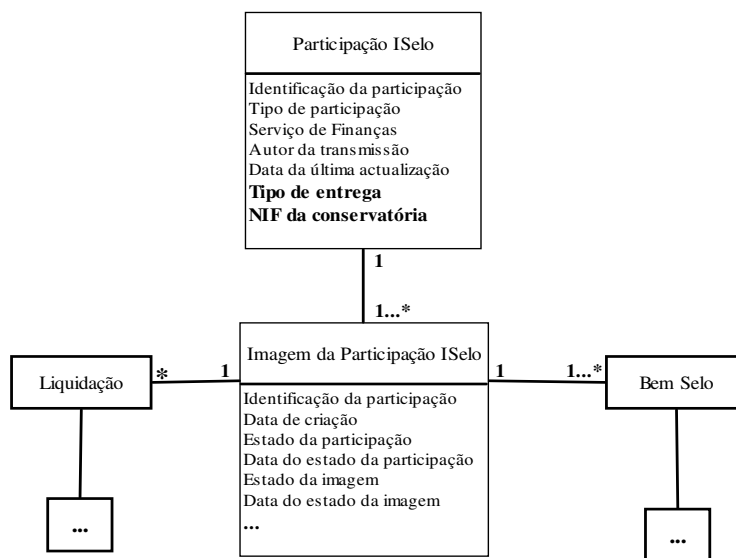 Participação ISelo
Identificação da participação
Tipo de participação
Serviço de Finanças
Autor da transmissão
Data da última actualização
Tipo de entrega
NIF da conservatória
1
1...*
Liquidação
*
1
Imagem da Participação ISelo
1
1...*
Bem Selo
Identificação da participação
Data de criação
Estado da participação
Data do estado da participação
Estado da imagem
Data do estado da imagem
...
...
...